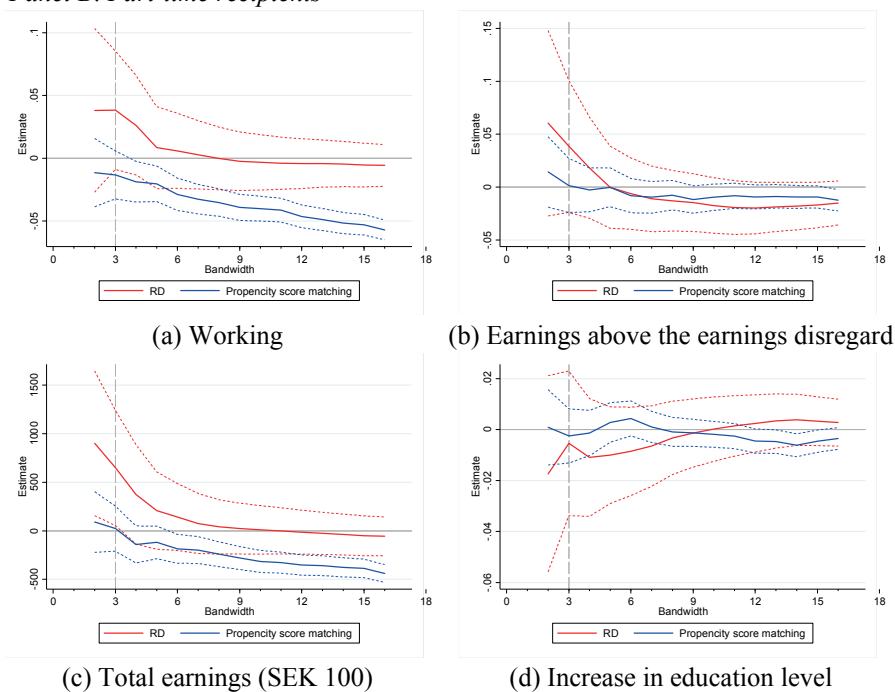 Panel B: Part-time recipients
.1
.05
0
-.05
Estimate
0 3 6 9 12 15 18
Bandwidth
RD Propencity score matching
(a) Working
.15
.1
.05
0
-.05
Estimate
0 3 6 9 12 15 18
Bandwidth
RD Propencity score matching
(b) Earnings above the earnings disregard
1500
1000
500
0
-500
Estimate
0 3 6 9 12 15 18
Bandwidth
RD Propencity score matching
(c) Total earnings (SEK 100)
.02
0
-.02
-.04
-.06
Estimate
0 3 6 9 12 15 18
Bandwidth
RD Propencity score matching
(d) Increase in education level